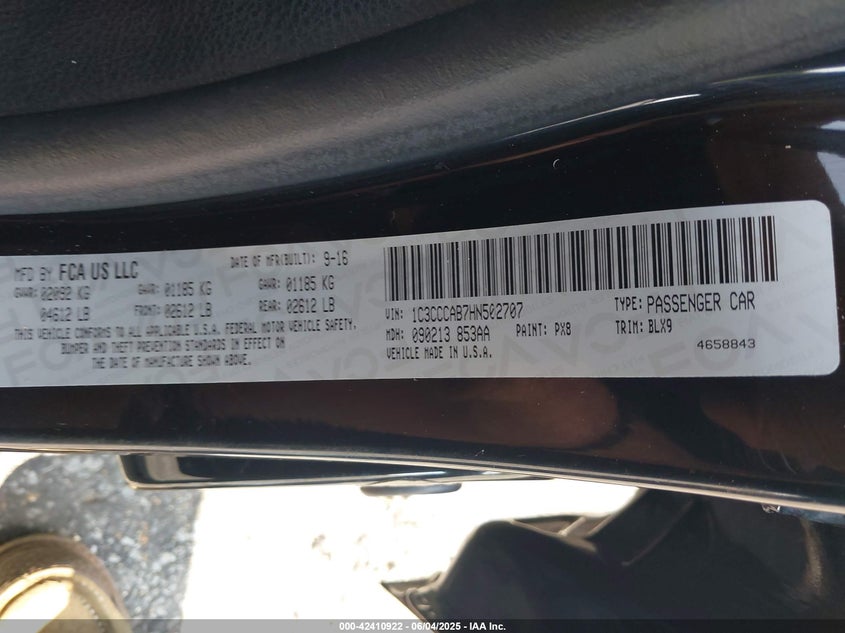 MFD BY FCA US LLC DATE OF MFR(BUILT): 9-16
GVWR: 02092 KG GAWR: 01185 KG GAWR: 01185 KG
04612 LB FRONT: 02612 LB REAR: 02612 LB
THIS VEHICLE CONFORMS TO ALL APPLICABLE U.S.A. FEDERAL MOTOR VEHICLE SAFETY,
BUMPER AND THEFT PREVENTION STANDARDS IN EFFECT ON
THE DATE OF MANUFACTURE SHOWN ABOVE.
VIN: 1C3CCCAB7HN502707 TYPE: PASSENGER CAR
MDH: 090213 853AA PAINT: PX8 TRIM: BLX9
VEHICLE MADE IN U.S.A. 4658843
000-42410922 | 06/04/2025 - IAA Inc.